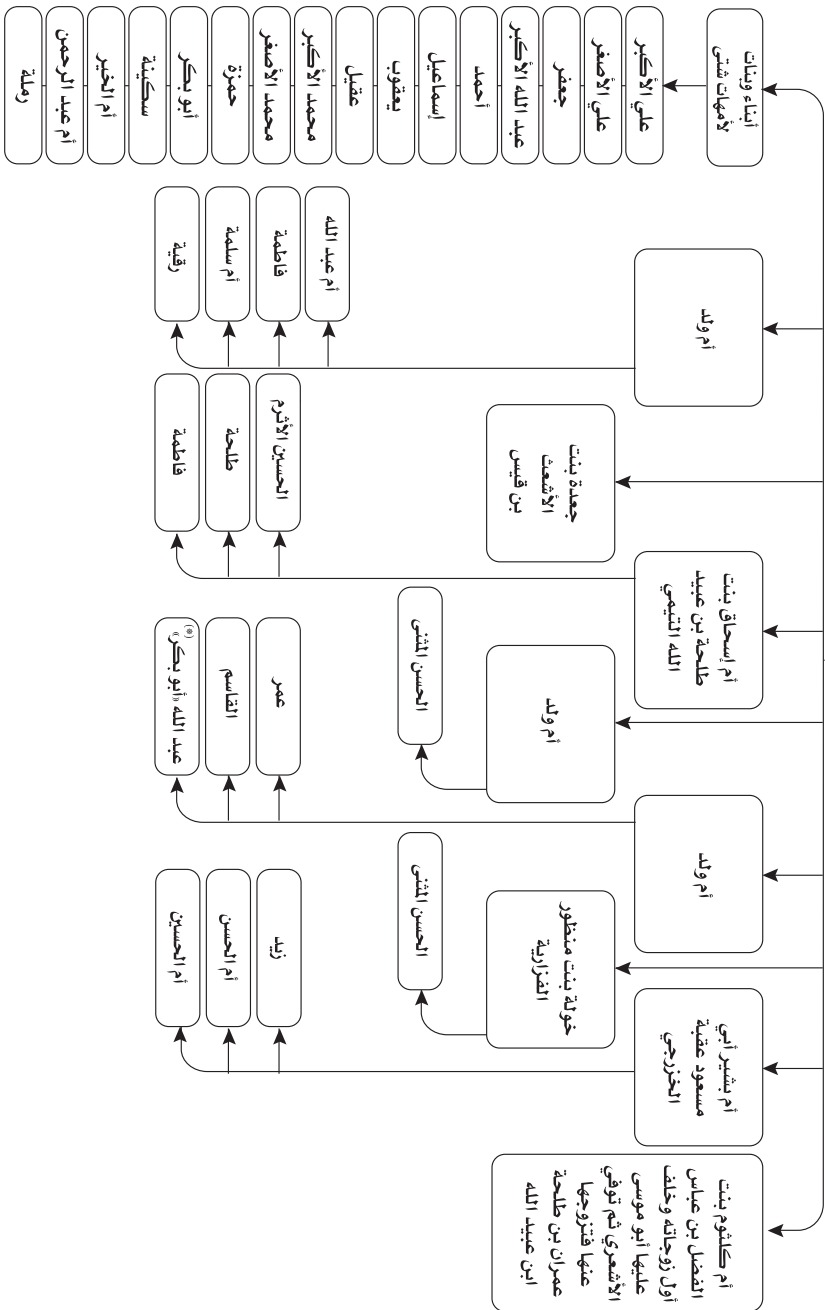 أم كلثوم بنت
الفضل بن عباس
أول زوجاته وخلف
عليها أبو موسى
الأشعري ثم توفي
عنها فتزوجها
عمران بن طلحة
ابن عبيد الله
أم بشير أبي
مسعود عقبة
الخزرجي
زيد
أم الحسن
أم الحسين
خولة بنت منظور
الفزارية
الحسن المثنى
أم ولد
عمر
القاسم
عبد الله «أبو بكر» (*)
أم ولد
الحسن المثنى
أم إسحاق بنت
طلحة بن عبيد
الله التيمي
الحسين الأثرم
طلحة
فاطمة
جعدة بنت
الأشعث
بن قيس
أم ولد
أم عبد الله
فاطمة
أم سلمة
رقية
أبناء وبنات
لأمهات شتى
علي الأكبر
علي الأصغر
جعفر
عبد الله الأكبر
أحمد
إسماعيل
يعقوب
عقيل
محمد الأكبر
محمد الأصغر
حمزة
أبو بكر
سكينة
أم الخير
أم عبد الرحمن
رملة